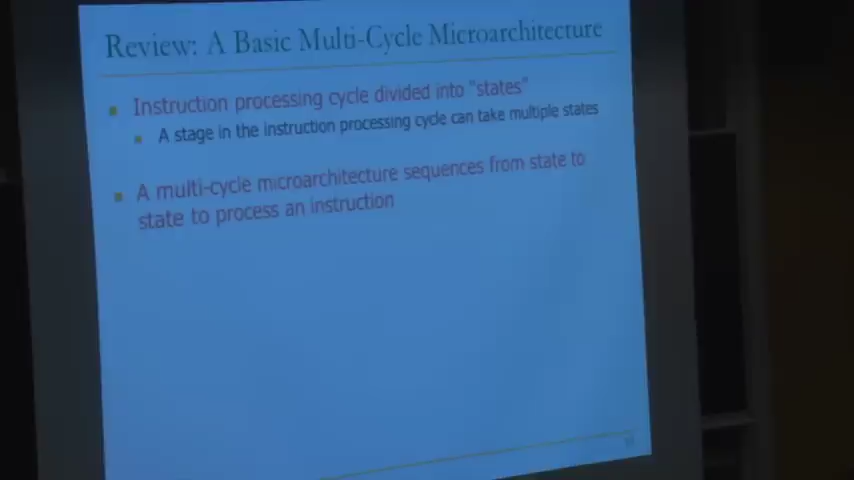 Review: A Basic Multi-Cycle Microarchitecture
Instruction processing cycle divided into "states"
A stage in the instruction processing cycle can take multiple states
A multi-cycle microarchitecture sequences from state to
state to process an instruction